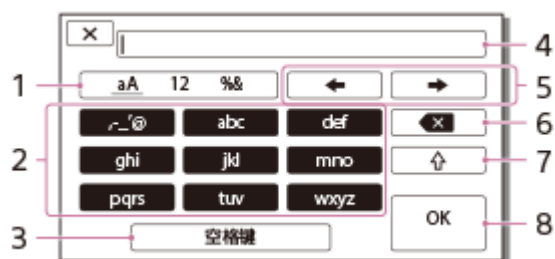 4
1 aA 12 %& 5
,-_'@ abc def 6
2 ghi jkl mno 7
pqrs tuv wxyz
OK 8
3 空格键